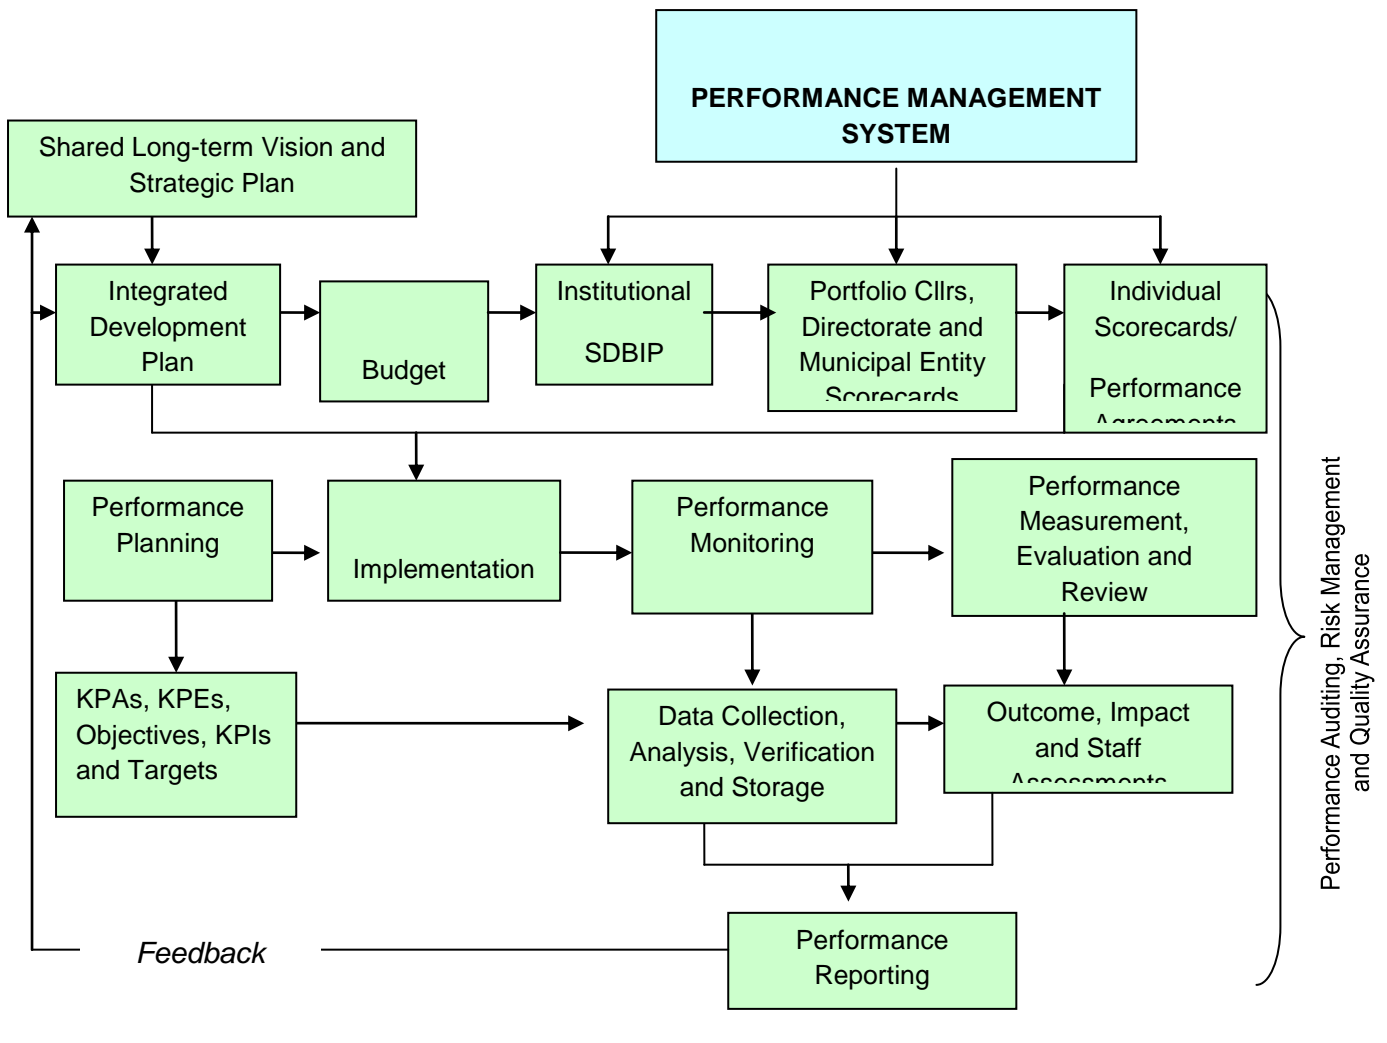 PERFORMANCE MANAGEMENT
SYSTEM
Shared Long-term Vision and
Strategic Plan
Integrated
Development
Plan
Budget
Institutional
SDBIP
Portfolio Cllrs,
Directorate and
Municipal Entity
Scorecards
Individual
Scorecards/
Performance
Agreements
Performance
Planning
Implementation
Performance
Monitoring
Performance
Measurement,
Evaluation and
Review
KPAs, KPEs,
Objectives, KPIs
and Targets
Data Collection,
Analysis, Verification
and Storage
Outcome, Impact
and Staff
Assessments
Performance
Reporting
Feedback
Performance Auditing, Risk Management
and Quality Assurance